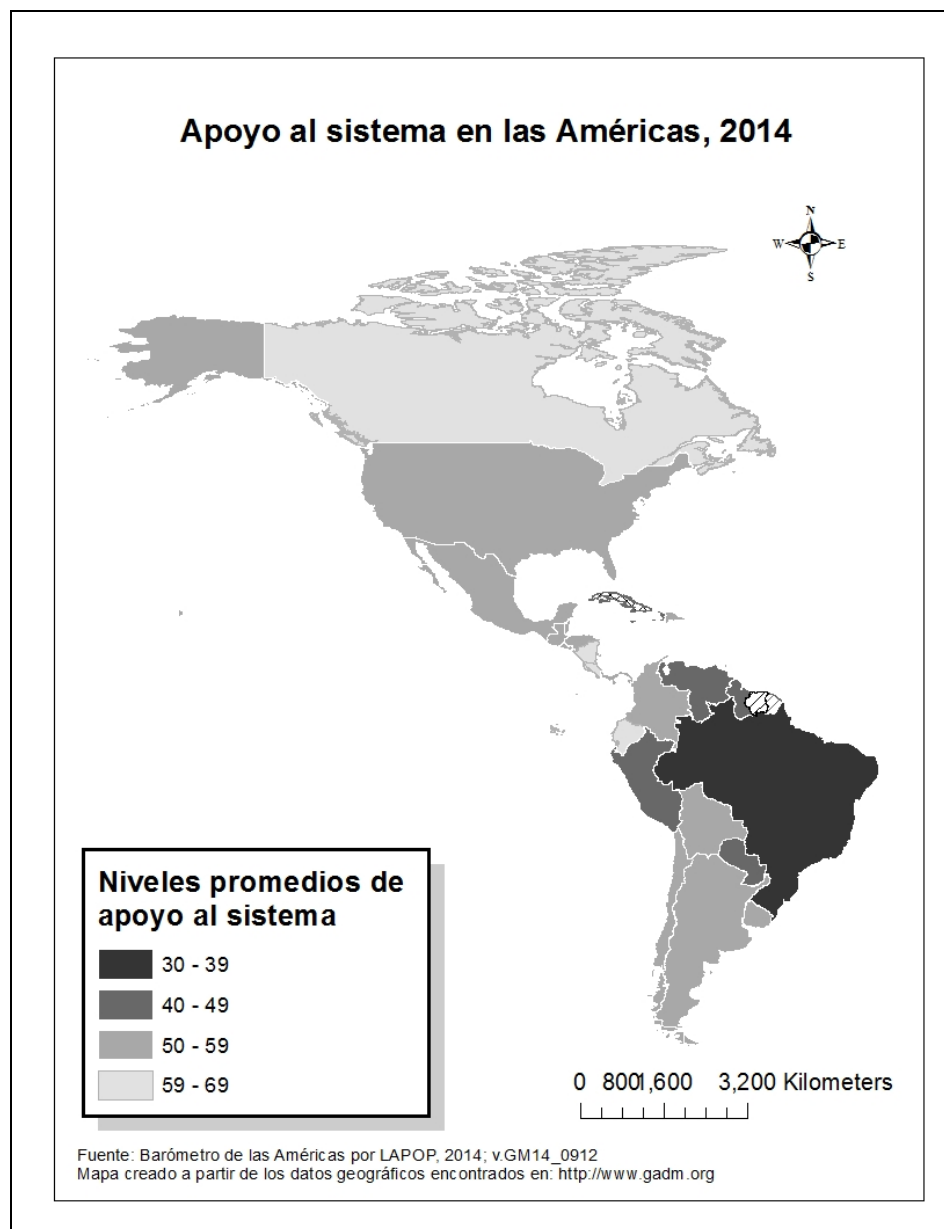 Apoyo al sistema en las Américas, 2014
N
W E
S
Niveles promedios de
apoyo al sistema
30 - 39
40 - 49
50 - 59
59 - 69
0 800 1,600 3,200 Kilometers
Fuente: Barómetro de las Américas por LAPOP, 2014; v.GM14_0912
Mapa creado a partir de los datos geográficos encontrados en: http://www.gadm.org